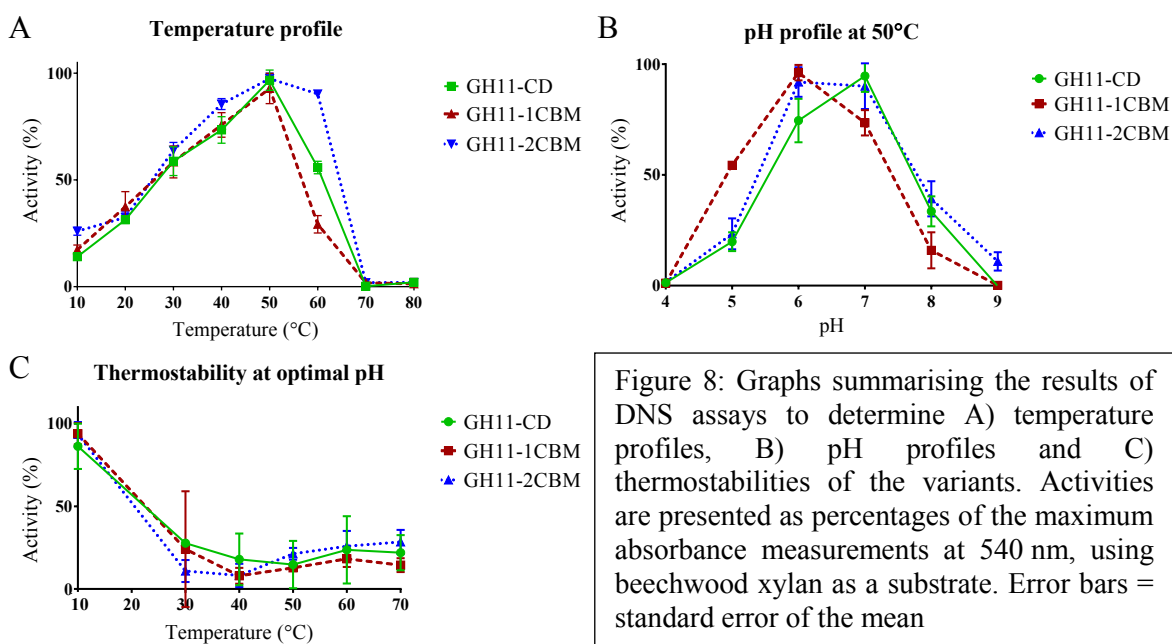 A
Temperature profile
100
50
0
Activity (%)
10 20 30 40 50 60 70 80
Temperature (°C)
GH11-CD
GH11-1CBM
GH11-2CBM
B
pH profile at 50°C
100
50
0
Activity (%)
4 5 6 7 8 9
pH
GH11-CD
GH11-1CBM
GH11-2CBM
C
Thermostability at optimal pH
100
50
0
Activity (%)
10 20 30 40 50 60 70
Temperature (°C)
GH11-CD
GH11-1CBM
GH11-2CBM
Figure 8: Graphs summarising the results of
DNS assays to determine A) temperature
profiles, B) pH profiles and C)
thermostabilities of the variants. Activities
are presented as percentages of the maximum
absorbance measurements at 540 nm, using
beechwood xylan as a substrate. Error bars =
standard error of the mean